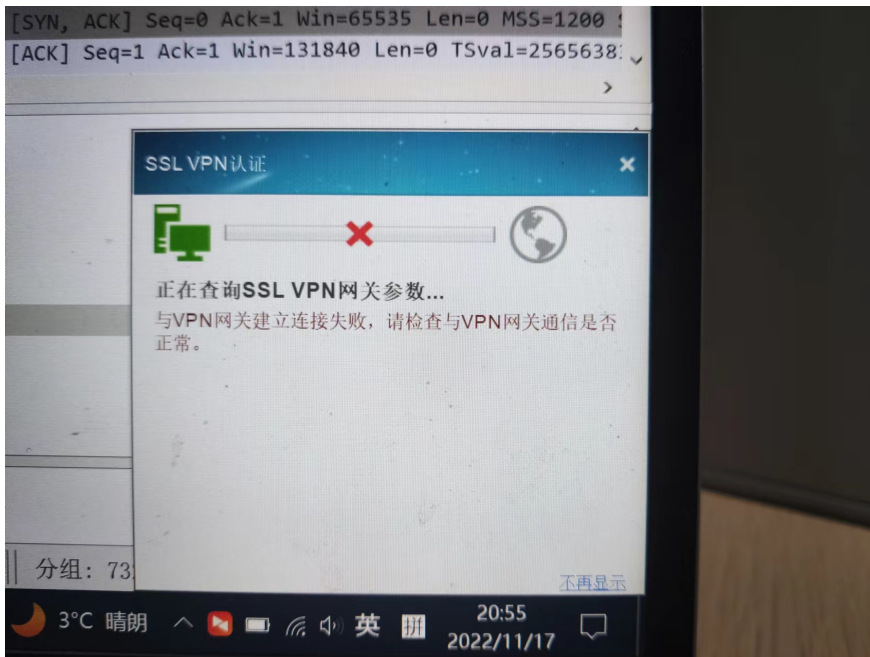 [SYN, ACK] Seq=0 Ack=1 Win=65535 Len=0 MSS=1200
[ACK] Seq=1 Ack=1 Win=131840 Len=0 TSval=2565638
SSL VPN认证
正在查询SSL VPN网关参数...
与VPN网关建立连接失败，请检查与VPN网关通信是否
正常。
不再显示
分组: 73
3°C 晴朗
英
拼
20:55
2022/11/17